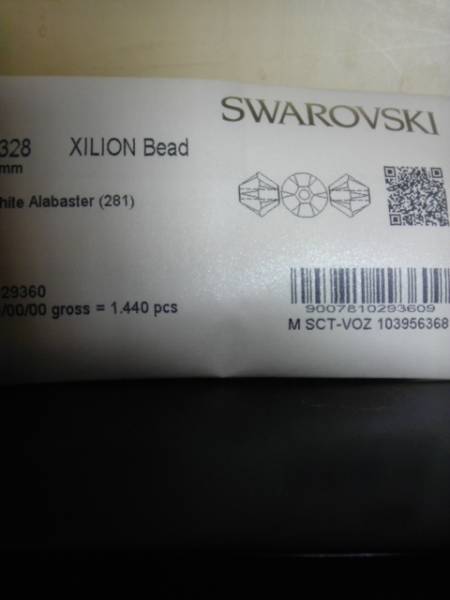 SWAROVSKI
328 XILION Bead
mm
hite Alabaster (281)
29360
/00/00 gross = 1.440 pcs
9007810293609
M SCT-VOZ 103956368